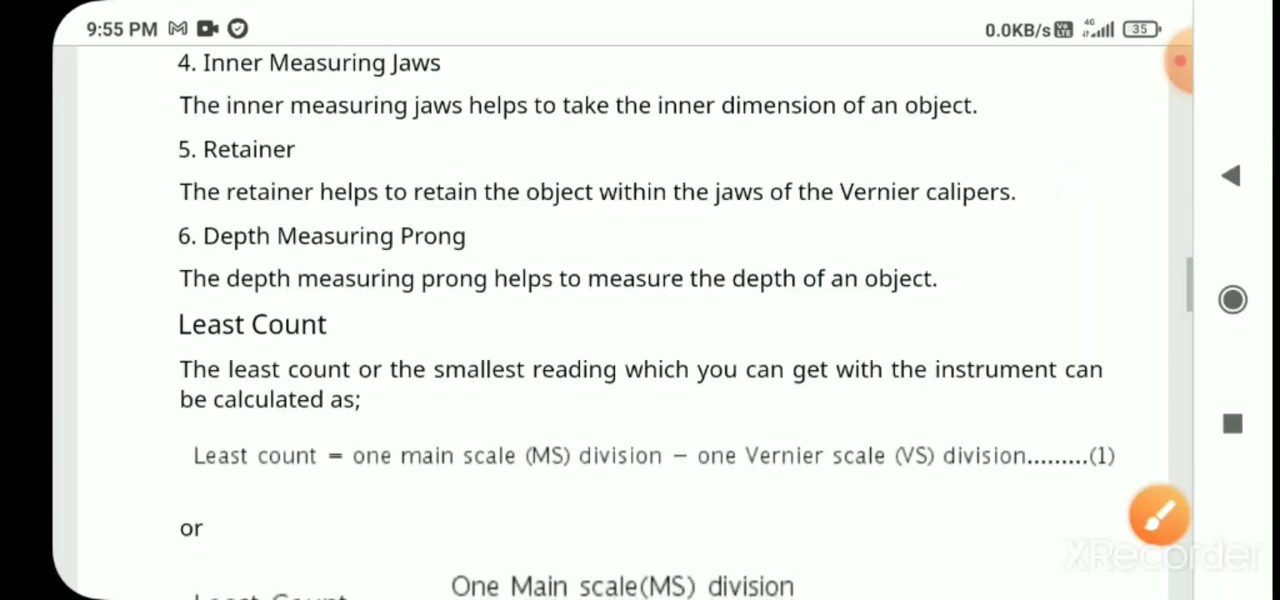 9:55 PM
0.0KB/s Vo LTE 4G 35
4. Inner Measuring Jaws
The inner measuring jaws helps to take the inner dimension of an object.
5. Retainer
The retainer helps to retain the object within the jaws of the Vernier calipers.
6. Depth Measuring Prong
The depth measuring prong helps to measure the depth of an object.
Least Count
The least count or the smallest reading which you can get with the instrument can
be calculated as;
Least count = one main scale (MS) division − one Vernier scale (VS) division.........(1)
or
One Main scale(MS) division
Least Count
XRecorder